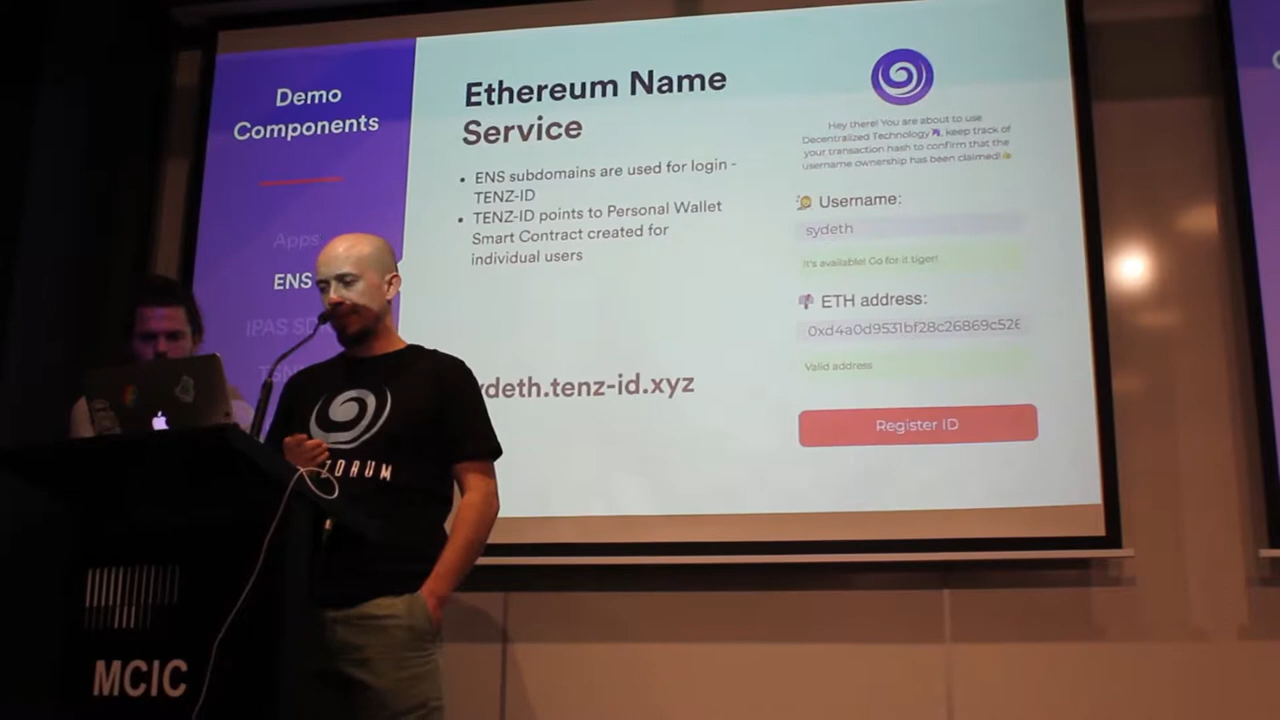 Demo
Components
Apps
ENS
IPAS SD
Ethereum Name
Service
• ENS subdomains are used for login -
TENZ-ID
• TENZ-ID points to Personal Wallet
Smart Contract created for
individual users
ydeth.tenz-id.xyz
Hey there! You are about to use
Decentralized Technology, keep track of
your transaction hash to confirm that the
username ownership has been claimed!
Username:
sydeth
It's available! Go for it tiger!
ETH address:
0xd4a0d9531bf28c26869c526
Valid address
Register ID
ZORUM
MCIC